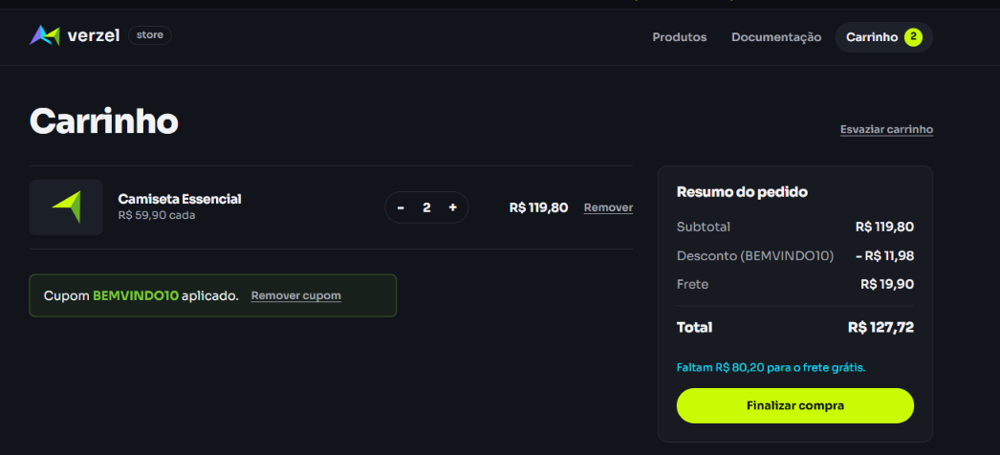 verzel store Produtos Documentação Carrinho 2
Carrinho
Esvaziar carrinho
Camiseta Essencial
R$ 59,90 cada
- 2 + R$ 119,80 Remover
Cupom BEMVINDO10 aplicado. Remover cupom
Resumo do pedido
Subtotal R$ 119,80
Desconto (BEMVINDO10) - R$ 11,98
Frete R$ 19,90
Total R$ 127,72
Faltam R$ 80,20 para o frete grátis.
Finalizar compra